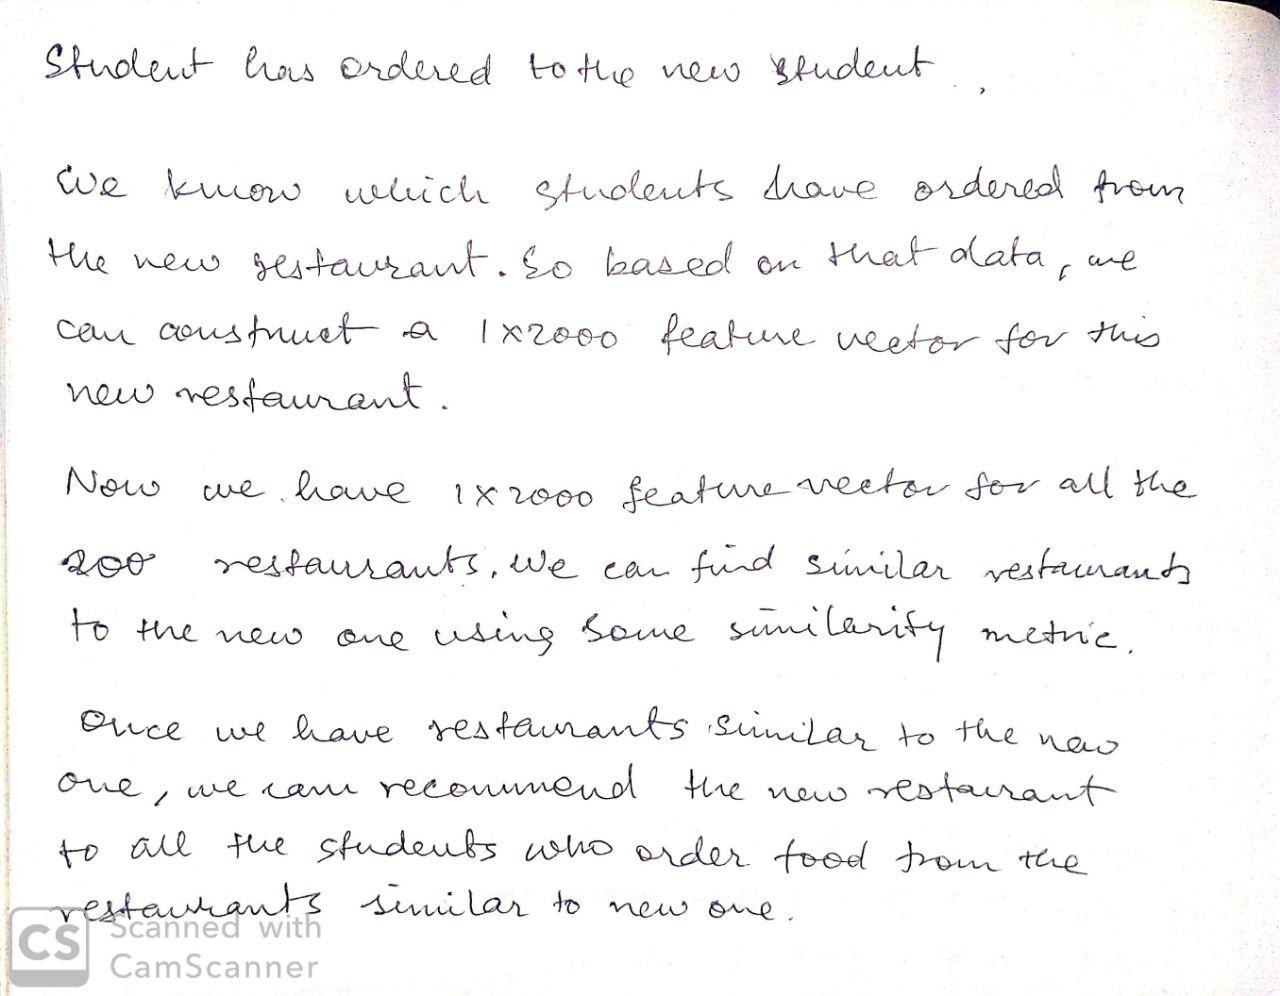 Student has ordered to the new student.
We know which students have ordered from
the new restaurant. So based on that data, we
can construct a 1x2000 feature vector for this
new restaurant.
Now we have 1x2000 feature vector for all the
200 restaurants. We can find similar restaurants
to the new one using some similarity metric.
Once we have restaurants similar to the new
one, we can recommend the new restaurant
to all the students who order food from the
restaurants similar to new one.
CS Scanned with
CamScanner